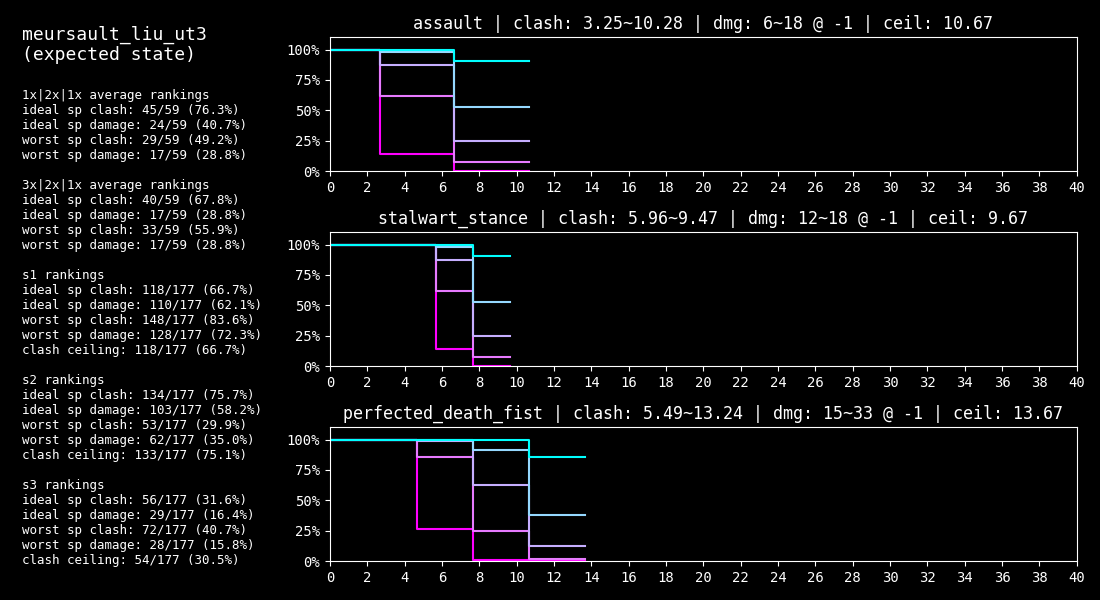 meursault_liu_ut3
(expected state)
1x|2x|1x average rankings
ideal sp clash: 45/59 (76.3%)
ideal sp damage: 24/59 (40.7%)
worst sp clash: 29/59 (49.2%)
worst sp damage: 17/59 (28.8%)
3x|2x|1x average rankings
ideal sp clash: 40/59 (67.8%)
ideal sp damage: 17/59 (28.8%)
worst sp clash: 33/59 (55.9%)
worst sp damage: 17/59 (28.8%)
s1 rankings
ideal sp clash: 118/177 (66.7%)
ideal sp damage: 110/177 (62.1%)
worst sp clash: 148/177 (83.6%)
worst sp damage: 128/177 (72.3%)
clash ceiling: 118/177 (66.7%)
s2 rankings
ideal sp clash: 134/177 (75.7%)
ideal sp damage: 103/177 (58.2%)
worst sp clash: 53/177 (29.9%)
worst sp damage: 62/177 (35.0%)
clash ceiling: 133/177 (75.1%)
s3 rankings
ideal sp clash: 56/177 (31.6%)
ideal sp damage: 29/177 (16.4%)
worst sp clash: 72/177 (40.7%)
worst sp damage: 28/177 (15.8%)
clash ceiling: 54/177 (30.5%)
assault | clash: 3.25~10.28 | dmg: 6~18 @ -1 | ceil: 10.67
100%
75%
50%
25%
0%
0 2 4 6 8 10 12 14 16 18 20 22 24 26 28 30 32 34 36 38 40
stalwart_stance | clash: 5.96~9.47 | dmg: 12~18 @ -1 | ceil: 9.67
100%
75%
50%
25%
0%
0 2 4 6 8 10 12 14 16 18 20 22 24 26 28 30 32 34 36 38 40
perfected_death_fist | clash: 5.49~13.24 | dmg: 15~33 @ -1 | ceil: 13.67
100%
75%
50%
25%
0%
0 2 4 6 8 10 12 14 16 18 20 22 24 26 28 30 32 34 36 38 40